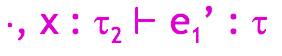 ·, x : τ₂ ⊢ e₁’ : τ